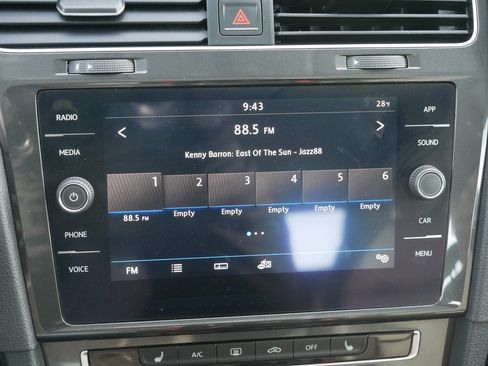 9:43
28°F
RADIO
APP
88.5 FM
MEDIA
SOUND
Kenny Barron: East Of The Sun - Jazz88
1 2 3 4 5 6
88.5 FM Empty Empty Empty Empty Empty
PHONE
CAR
VOICE
FM
MENU
A/C
OFF